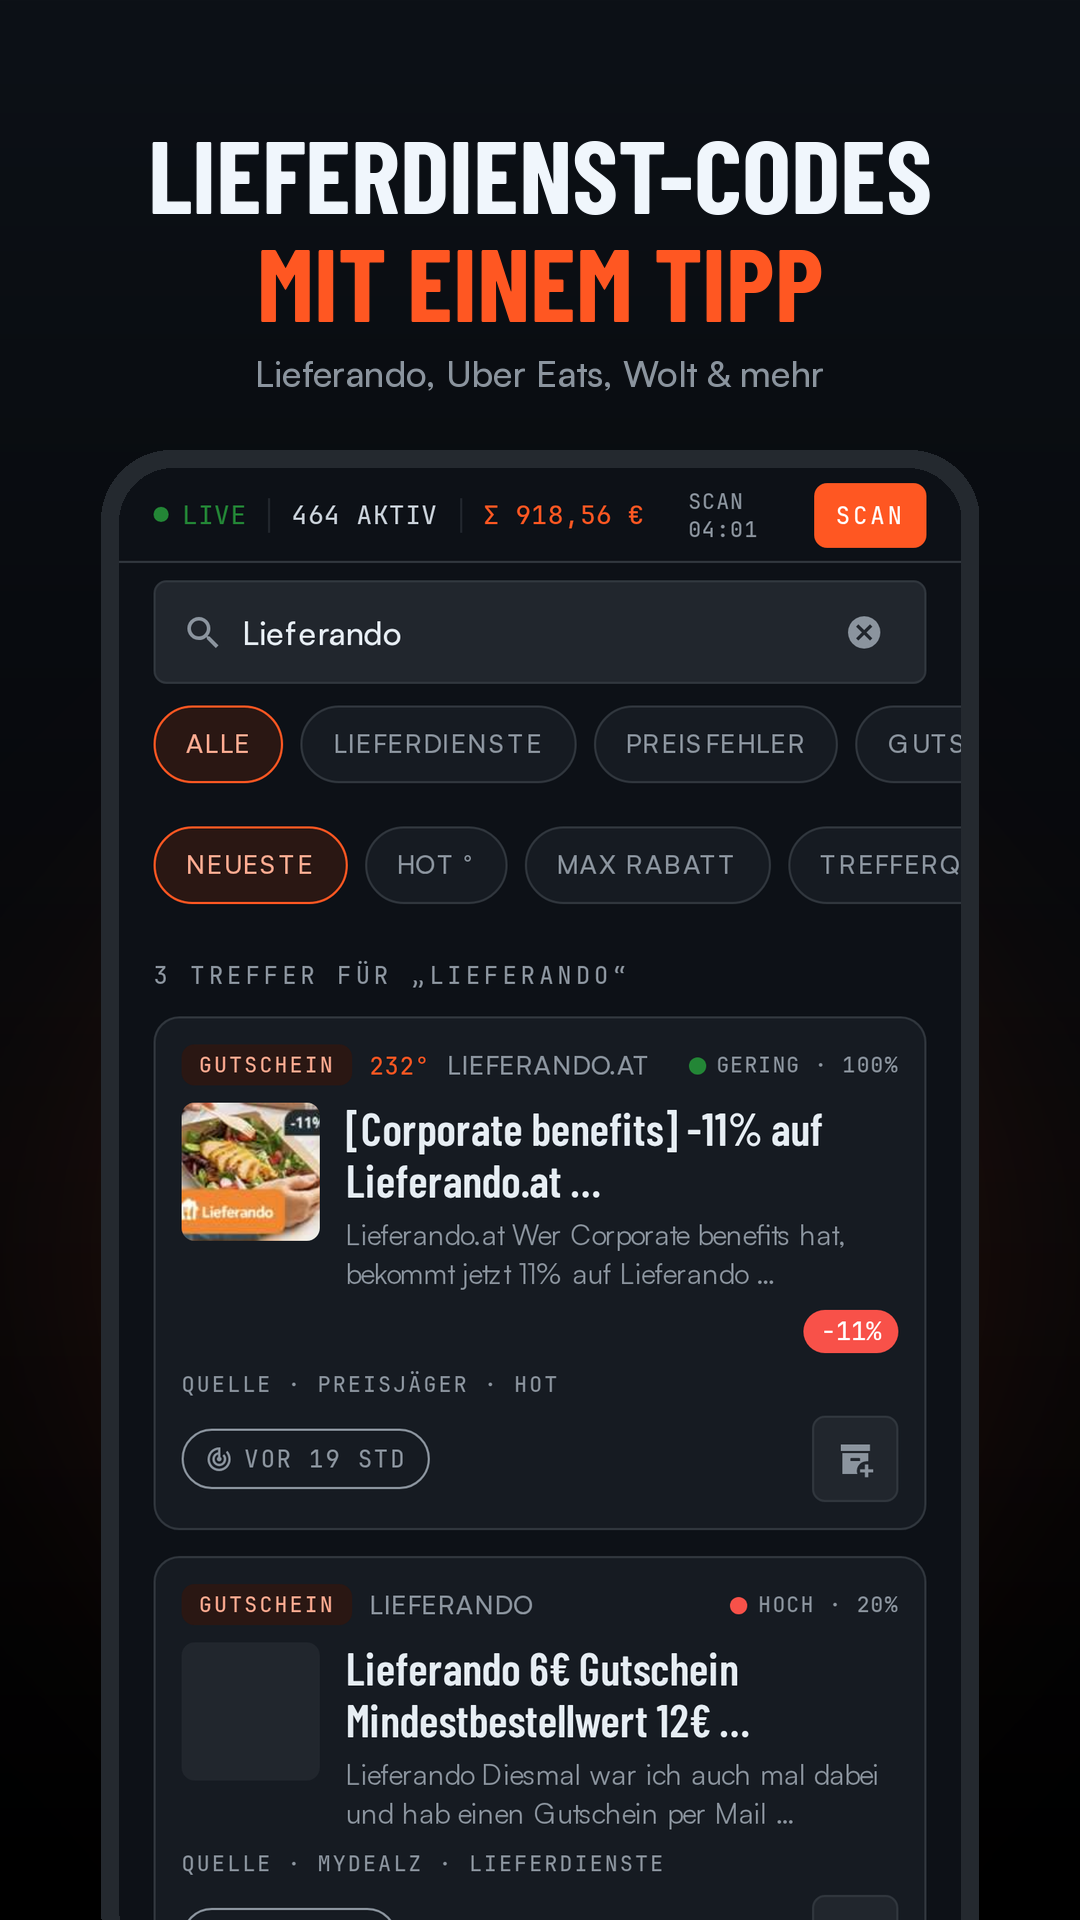 LIEFERDIENST-CODES
MIT EINEM TIPP
Lieferando, Uber Eats, Wolt & mehr
LIVE 464 AKTIV Σ 918,56 € SCAN 04:01 SCAN
Lieferando
ALLE LIEFERDIENSTE PREISFEHLER GUTS
NEUESTE HOT ° MAX RABATT TREFFERQ
3 TREFFER FÜR „LIEFERANDO“
GUTSCHEIN 232° LIEFERANDO.AT GERING · 100%
-11%
Lieferando
[Corporate benefits] -11% auf
Lieferando.at ...
Lieferando.at Wer Corporate benefits hat,
bekommt jetzt 11% auf Lieferando ...
-11%
QUELLE · PREISJÄGER · HOT
VOR 19 STD
GUTSCHEIN LIEFERANDO HOCH · 20%
Lieferando 6€ Gutschein
Mindestbestellwert 12€ ...
Lieferando Diesmal war ich auch mal dabei
und hab einen Gutschein per Mail ...
QUELLE · MYDEALZ · LIEFERDIENSTE